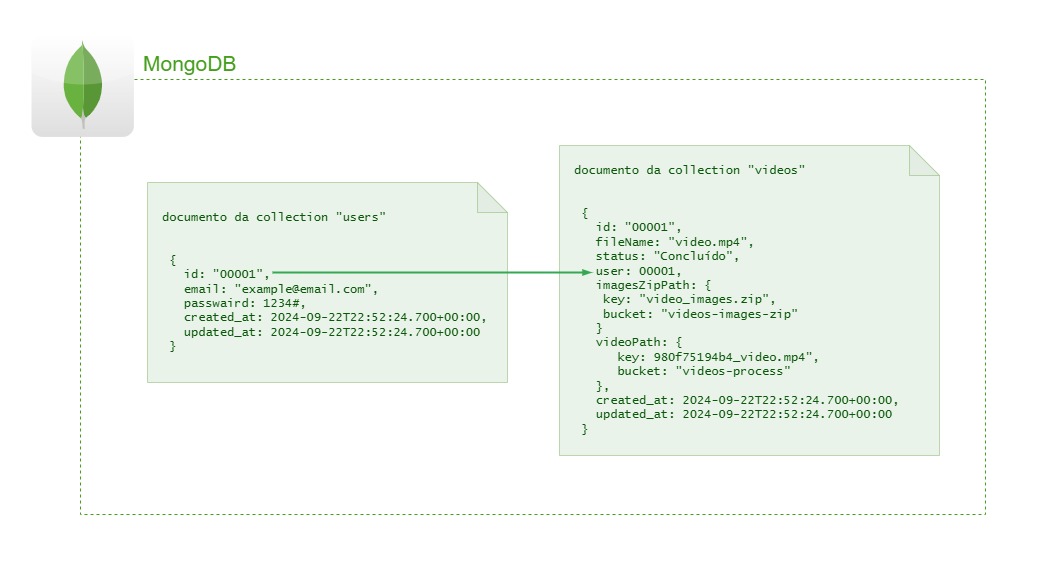 MongoDB
documento da collection "users"
{
id: "00001",
email: "example@email.com",
passwaird: 1234#,
created_at: 2024-09-22T22:52:24.700+00:00,
updated_at: 2024-09-22T22:52:24.700+00:00
}
documento da collection "videos"
{
id: "00001",
fileName: "video.mp4",
status: "Concluído",
user: 00001,
imagesZipPath: {
key: "video_images.zip",
bucket: "videos-images-zip"
}
videoPath: {
key: 980f75194b4_video.mp4",
bucket: "videos-process"
},
created_at: 2024-09-22T22:52:24.700+00:00,
updated_at: 2024-09-22T22:52:24.700+00:00
}